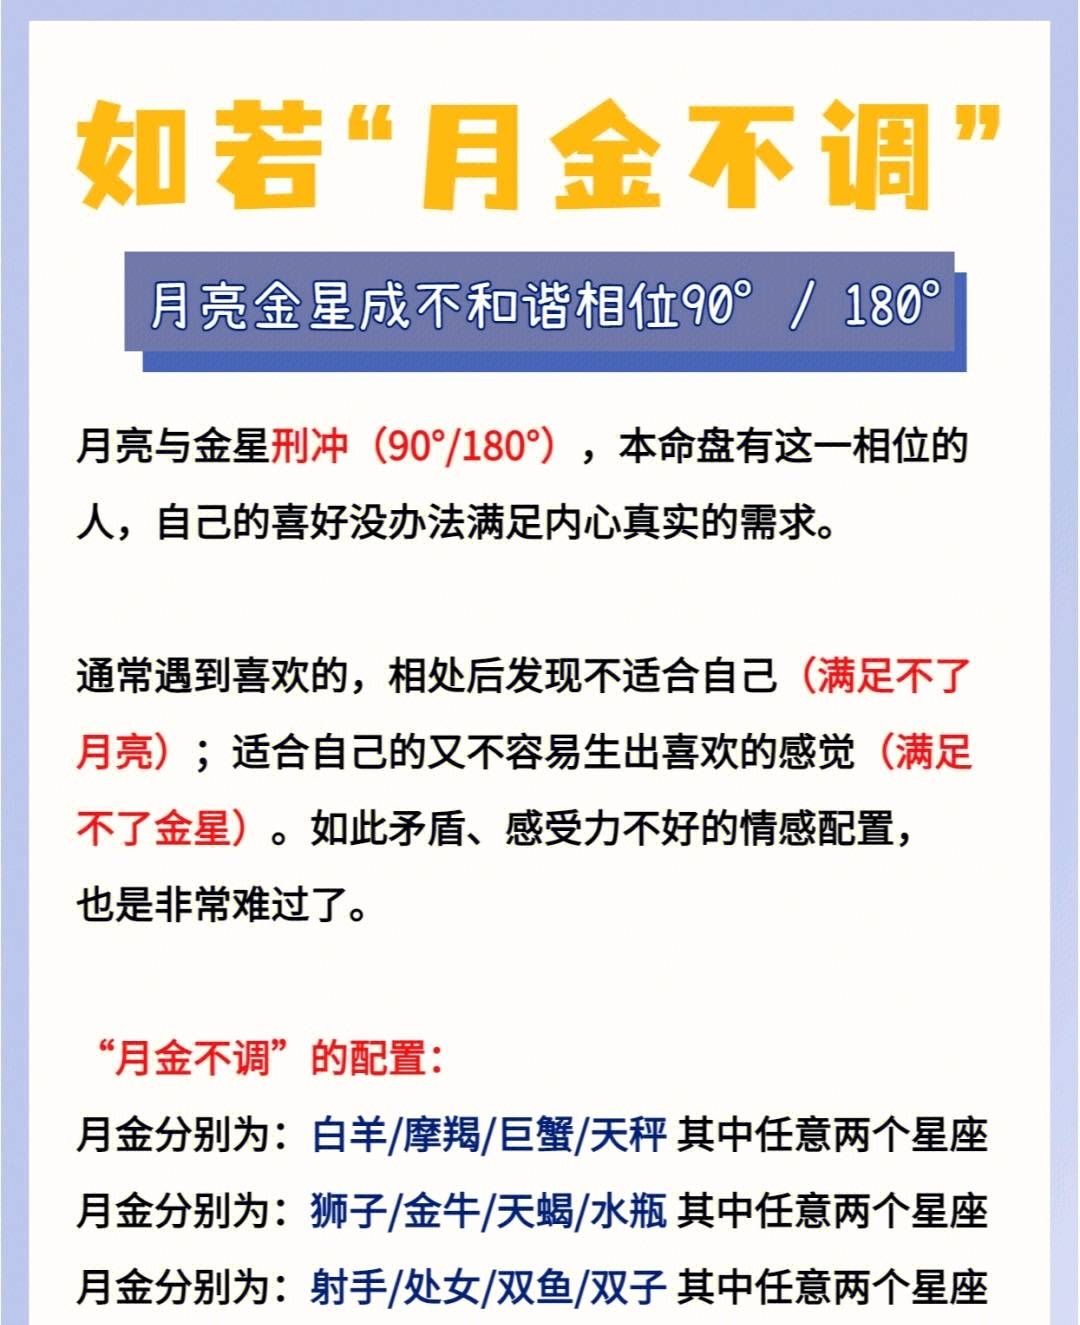 如若“月金不调”
月亮金星成不和谐相位90° / 180°
月亮与金星刑冲（90°/180°），本命盘有这一相位的
人，自己的喜好没办法满足内心真实的需求。
通常遇到喜欢的，相处后发现不适合自己（满足不了
月亮）；适合自己的又不容易生出喜欢的感觉（满足
不了金星）。如此矛盾、感受力不好的情感配置，
也是非常难过了。
“月金不调”的配置：
月金分别为：白羊/摩羯/巨蟹/天秤 其中任意两个星座
月金分别为：狮子/金牛/天蝎/水瓶 其中任意两个星座
月金分别为：射手/处女/双鱼/双子 其中任意两个星座